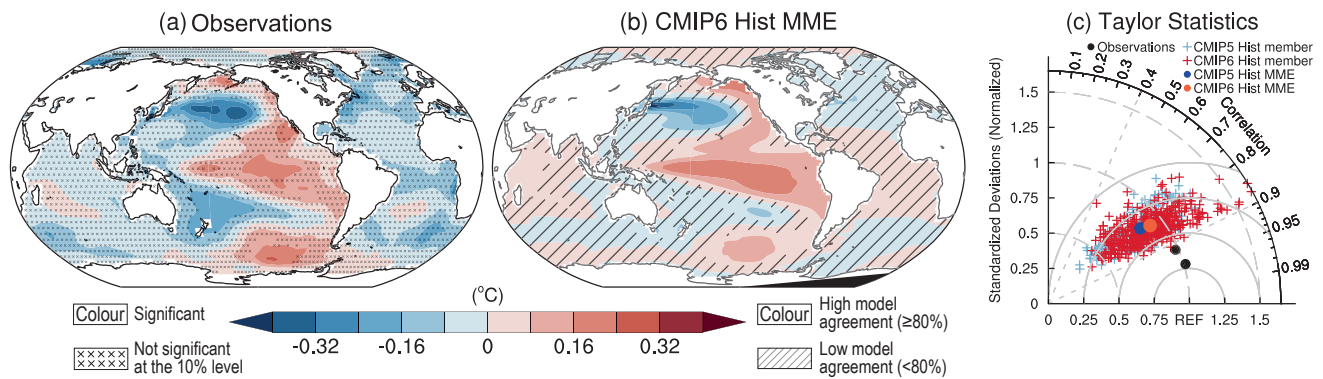 (a) Observations
(b) CMIP6 Hist MME
(c) Taylor Statistics
Observations
CMIP5 Hist member
CMIP6 Hist member
CMIP5 Hist MME
CMIP6 Hist MME
0.1
0.2
0.3
0.4
0.5
0.6
0.7
0.8
0.9
0.95
0.99
Correlation
Standard Deviations (Normalized)
1.5
1.25
1
0.75
0.5
0.25
0
0 0.25 0.5 0.75 REF 1.25 1.5
Colour Significant
Not significant
at the 10% level
(°C)
-0.32 -0.16 0 0.16 0.32
Colour High model
agreement (≥80%)
Low model
agreement (<80%)